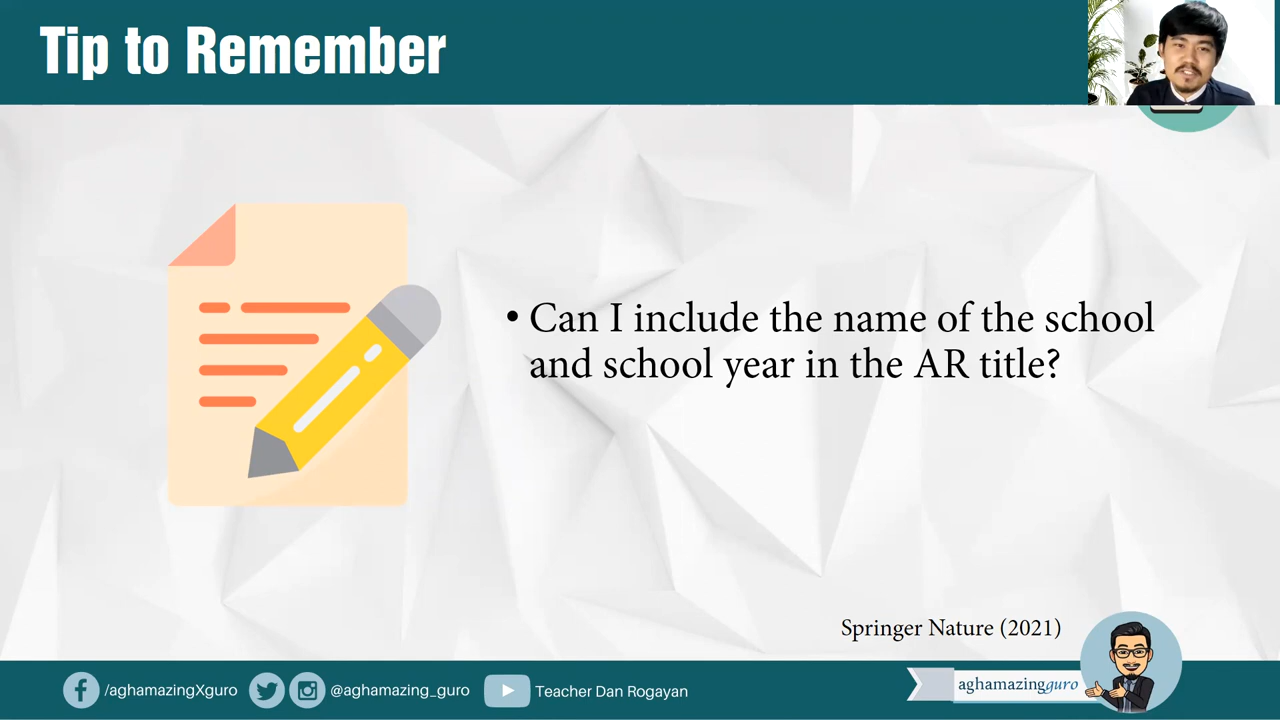 Tip to Remember
• Can I include the name of the school
and school year in the AR title?
Springer Nature (2021)
/aghamazingXguro
@aghamazing_guro
Teacher Dan Rogayan
aghamazingguro